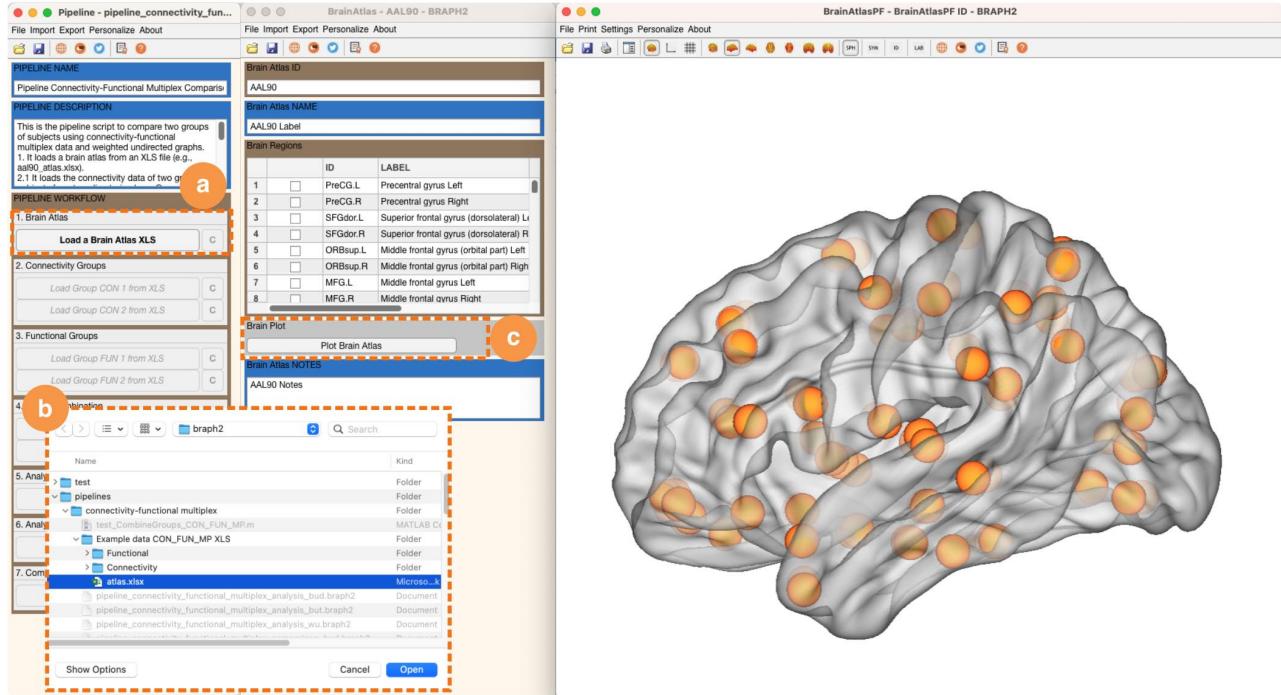 Pipeline - pipeline_connectivity_fun...
File Import Export Personalize About
PIPELINE NAME
Pipeline Connectivity-Functional Multiplex Comparis
PIPELINE DESCRIPTION
This is the pipeline script to compare two groups
of subjects using connectivity-functional
multiplex data and weighted undirected graphs.
1. It loads a brain atlas from an XLS file (e.g.,
aal90_atlas.xlsx).
2.1 It loads the connectivity data of two
a
PIPELINE WORKFLOW
1. Brain Atlas
Load a Brain Atlas XLS C
2. Connectivity Groups
Load Group CON 1 from XLS C
Load Group CON 2 from XLS C
3. Functional Groups
Load Group FUN 1 from XLS C
Load Group FUN 2 from XLS C
4.
5. Analy
6. Analy
7. Com
BrainAtlas - AAL90 - BRAPH2
File Import Export Personalize About
Brain Atlas ID
AAL90
Brain Atlas NAME
AAL90 Label
Brain Regions
ID LABEL
1 PreCG.L Precentral gyrus Left
2 PreCG.R Precentral gyrus Right
3 SFGdor.L Superior frontal gyrus (dorsolateral) Le
4 SFGdor.R Superior frontal gyrus (dorsolateral) R
5 ORBsup.L Middle frontal gyrus (orbital part) Left
6 ORBsup.R Middle frontal gyrus (orbital part) Righ
7 MFG.L Middle frontal gyrus Left
8 MFG.R Middle frontal gyrus Right
Brain Plot
Plot Brain Atlas
c
Brain Atlas NOTES
AAL90 Notes
b
braph2
Search
Name Kind
test Folder
pipelines Folder
connectivity-functional multiplex Folder
test_CombineGroups_CON_FUN_MP.m MATLAB Co
Example data CON_FUN_MP XLS Folder
Functional Folder
Connectivity Folder
atlas.xlsx Microso...k
pipeline_connectivity_functional_multiplex_analysis_bud.braph2 Document
pipeline_connectivity_functional_multiplex_analysis_but.braph2 Document
pipeline_connectivity_functional_multiplex_analysis_wu.braph2 Document
Show Options Cancel Open
BrainAtlasPF - BrainAtlasPF ID - BRAPH2
File Print Settings Personalize About
SPH SYM ID LAB